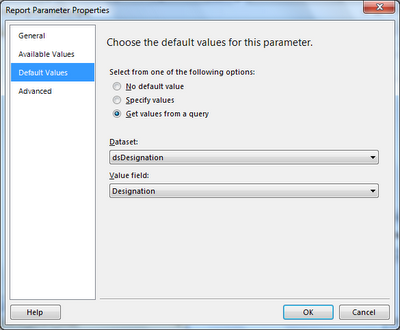 Report Parameter Properties
General
Available Values
Default Values
Advanced
Choose the default values for this parameter.
Select from one of the following options:
No default value
Specify values
Get values from a query
Dataset:
dsDesignation
Value field:
Designation
Help
OK
Cancel